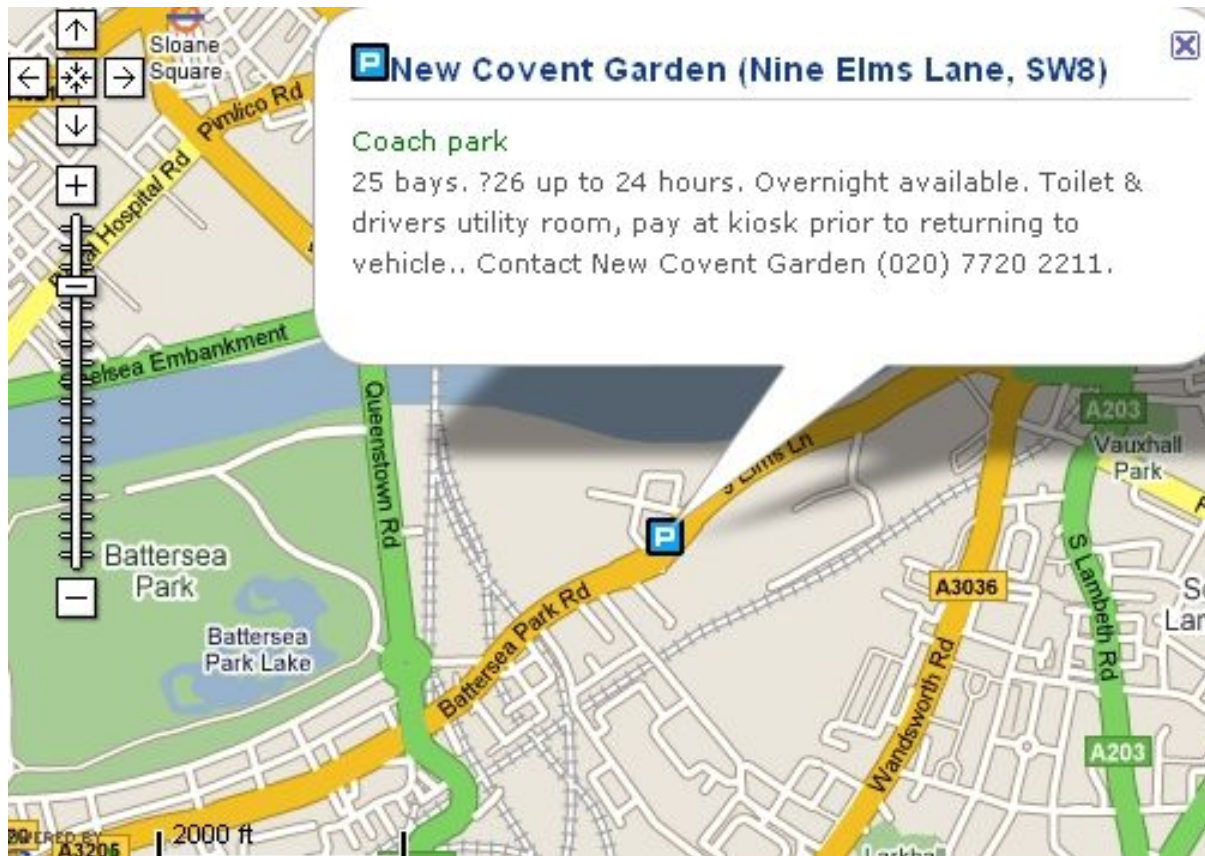 Sloane
Square
Pimlico Rd
Hospital Rd
P
New Covent Garden (Nine Elms Lane, SW8)
Coach park
25 bays. ?26 up to 24 hours. Overnight available. Toilet &
drivers utility room, pay at kiosk prior to returning to
vehicle.. Contact New Covent Garden (020) 7720 2211.
elsea Embankment
Queenstown Rd
A203
Vauxhall
Park
Elms Ln
P
Battersea
Park
Battersea
Park Lake
Battersea Park Rd
A3036
S Lambeth Rd
Wandsworth Rd
A203
2000 ft
A3205